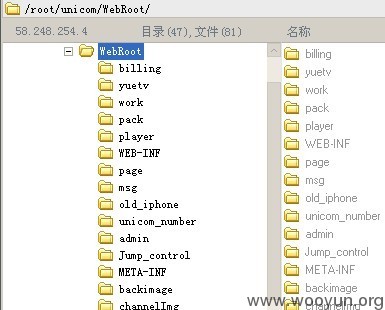 /root/unicom/WebRoot/
58.248.254.4 目录(47),文件(81) 名称
WebRoot
billing
yuetv
work
pack
player
WEB-INF
page
msg
old_iphone
unicom_number
admin
Jump_control
META-INF
backimage
channelImg
billing
yuetv
work
pack
player
WEB-INF
page
msg
old_iphone
unicom_number
admin
Jump_control
META-INF
backimage
channelImg
www.wooyun.org